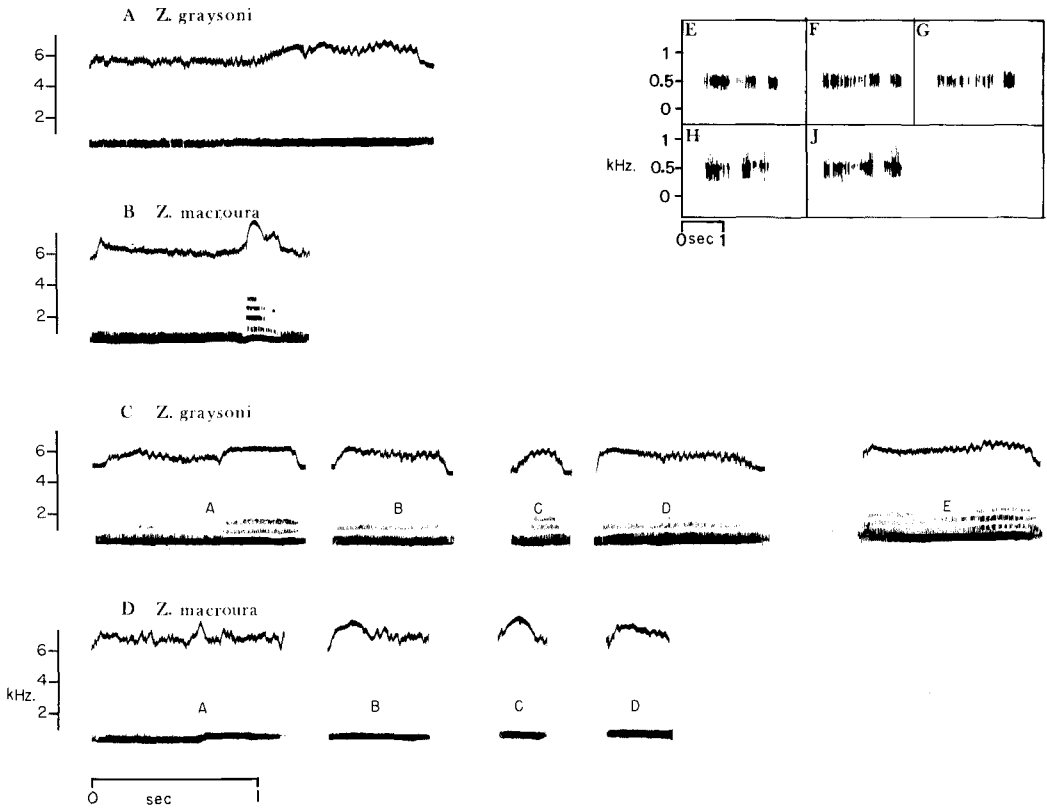 A Z. graysoni
6
4
2
B Z. macroura
6
4
2
C Z. graysoni
6
4
2
A B C D E
D Z. macroura
6
4
kHz.
2
A B C D
0 sec 1
E F G
1
0.5
0
H J
1
kHz. 0.5
0
0 sec 1